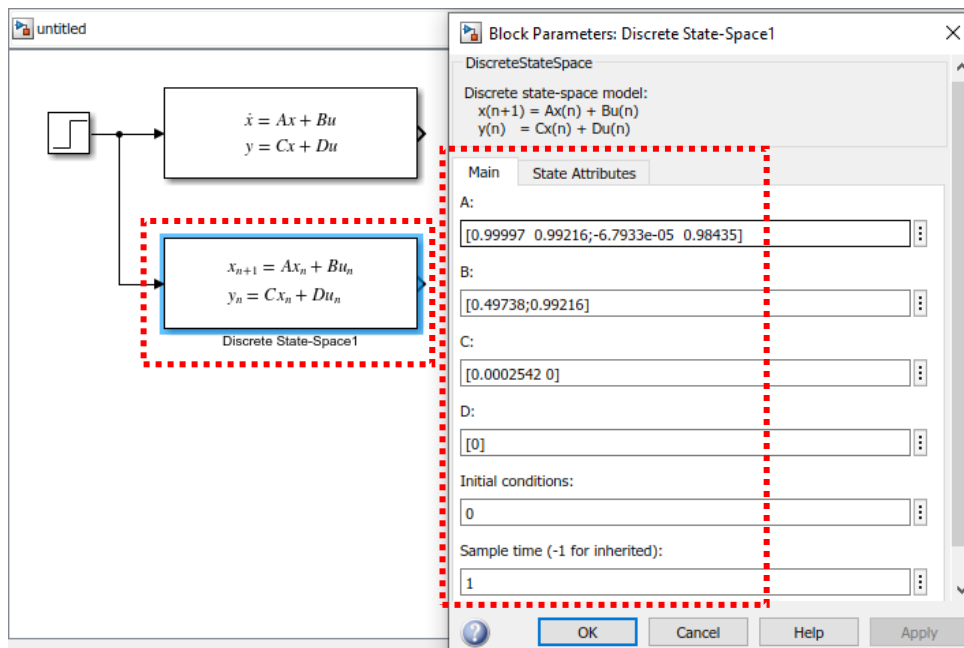 untitled
ẋ = Ax + Bu
y = Cx + Du
xₙ₊₁ = Axₙ + Buₙ
yₙ = Cxₙ + Duₙ
Discrete State-Space1
Block Parameters: Discrete State-Space1
DiscreteStateSpace
Discrete state-space model:
x(n+1) = Ax(n) + Bu(n)
y(n) = Cx(n) + Du(n)
Main State Attributes
A:
[0.99997 0.99216;-6.7933e-05 0.98435]
B:
[0.49738;0.99216]
C:
[0.0002542 0]
D:
[0]
Initial conditions:
0
Sample time (-1 for inherited):
1
? OK Cancel Help Apply